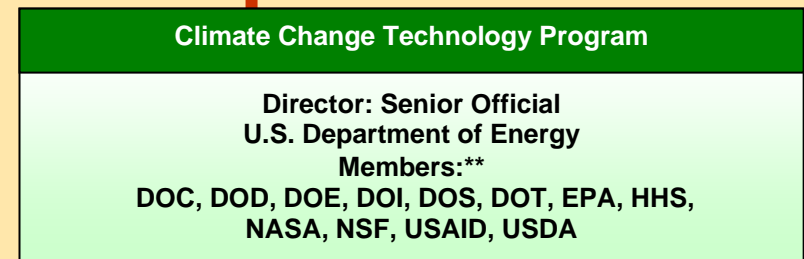 Climate Change Technology Program
Director: Senior Official
U.S. Department of Energy
Members:**
DOC, DOD, DOE, DOI, DOS, DOT, EPA, HHS,
NASA, NSF, USAID, USDA